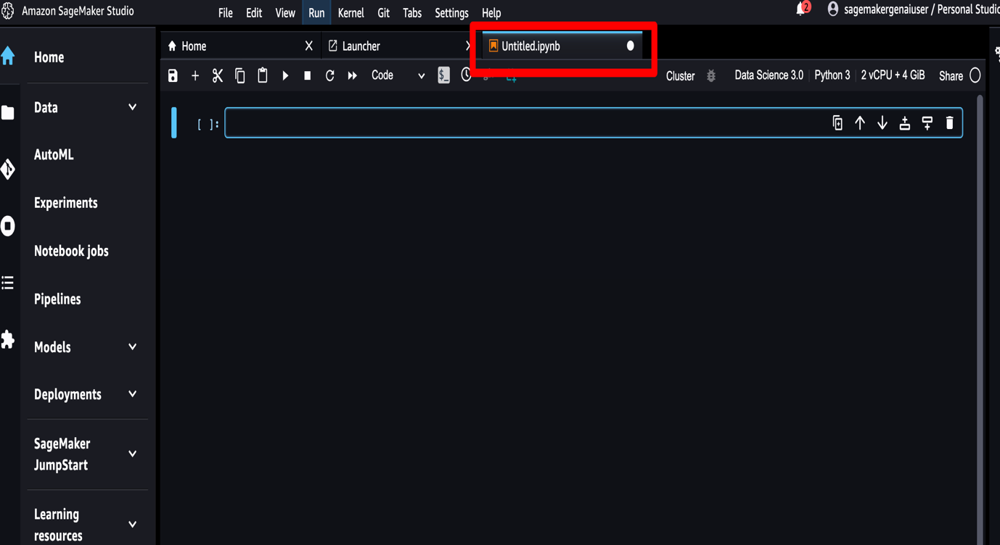 Amazon SageMaker Studio
File Edit View Run Kernel Git Tabs Settings Help
2
sagemakergenaiuser / Personal Studio
Home X
Launcher X
Untitled.ipynb
Code
$_
Cluster
Data Science 3.0 | Python 3 | 2 vCPU + 4 GiB
Share
[ ]:
Home
Data
AutoML
Experiments
Notebook jobs
Pipelines
Models
Deployments
SageMaker
JumpStart
Learning
resources